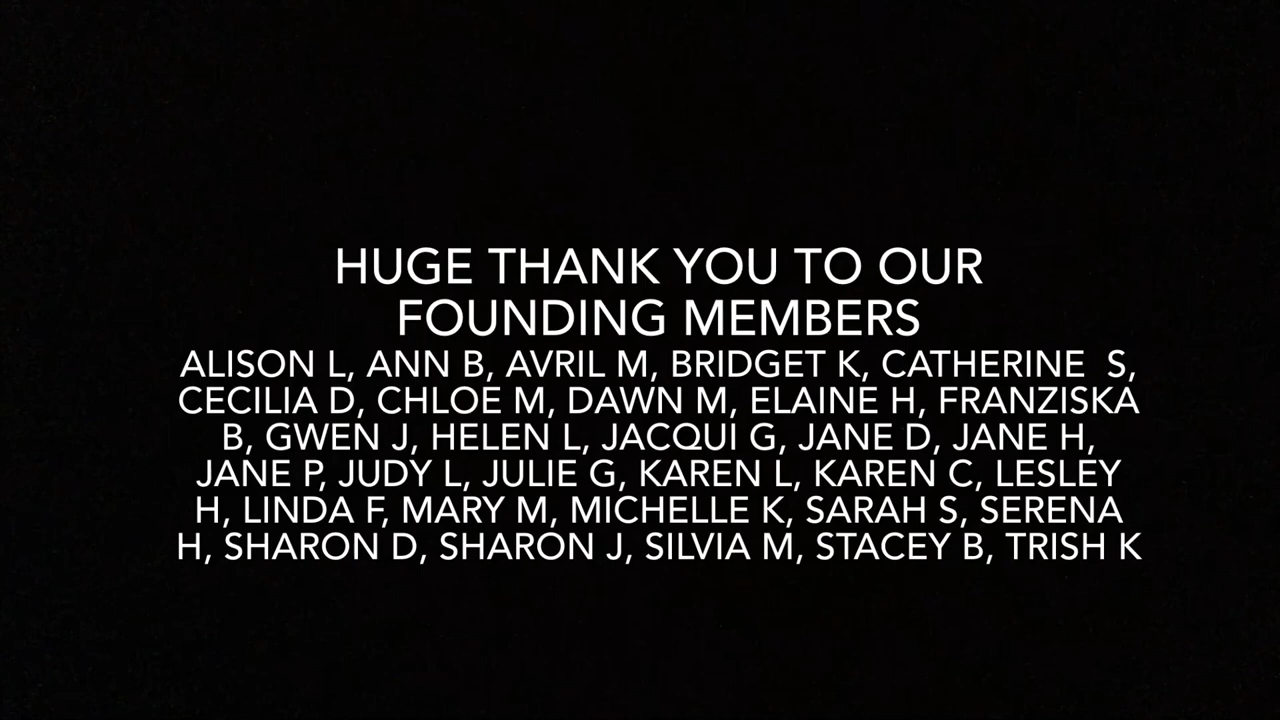 HUGE THANK YOU TO OUR
FOUNDING MEMBERS
ALISON L, ANN B, AVRIL M, BRIDGET K, CATHERINE  S,
CECILIA D, CHLOE M, DAWN M, ELAINE H, FRANZISKA
B, GWEN J, HELEN L, JACQUI G, JANE D, JANE H,
JANE P, JUDY L, JULIE G, KAREN L, KAREN C, LESLEY
H, LINDA F, MARY M, MICHELLE K, SARAH S, SERENA
H, SHARON D, SHARON J, SILVIA M, STACEY B, TRISH K